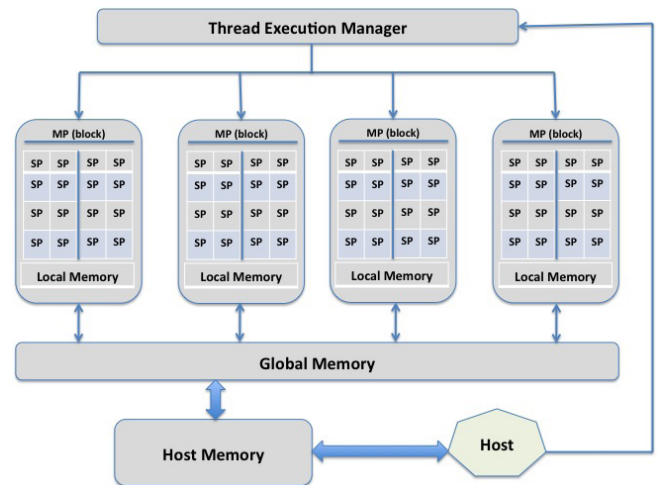 Thread Execution Manager
MP (block) MP (block) MP (block) MP (block)
SP SP SP SP SP SP SP SP SP SP SP SP SP SP SP SP
SP SP SP SP SP SP SP SP SP SP SP SP SP SP SP SP
SP SP SP SP SP SP SP SP SP SP SP SP SP SP SP SP
SP SP SP SP SP SP SP SP SP SP SP SP SP SP SP SP
Local Memory Local Memory Local Memory Local Memory
Global Memory
Host Memory
Host